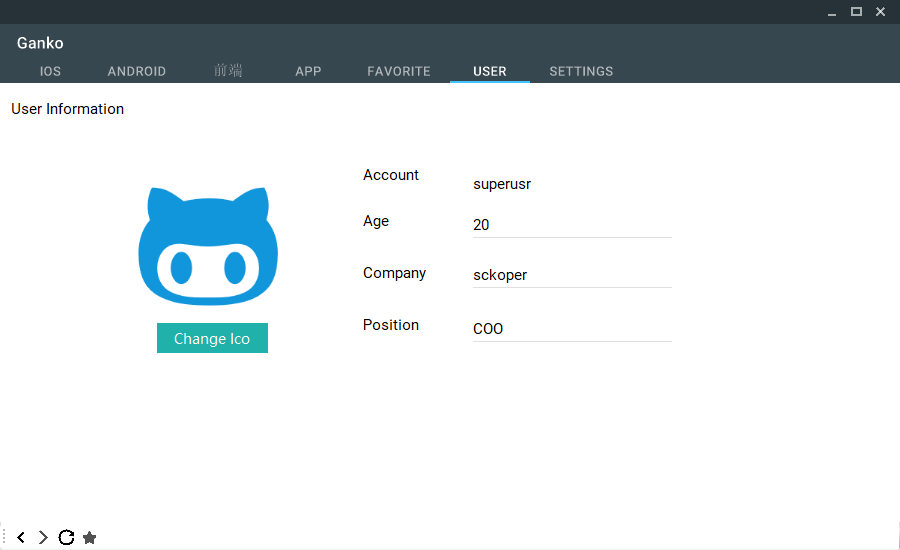 Ganko
IOS ANDROID 前端 APP FAVORITE USER SETTINGS
User Information
Account superusr
Age 20
Company sckoper
Position COO
Change Ico